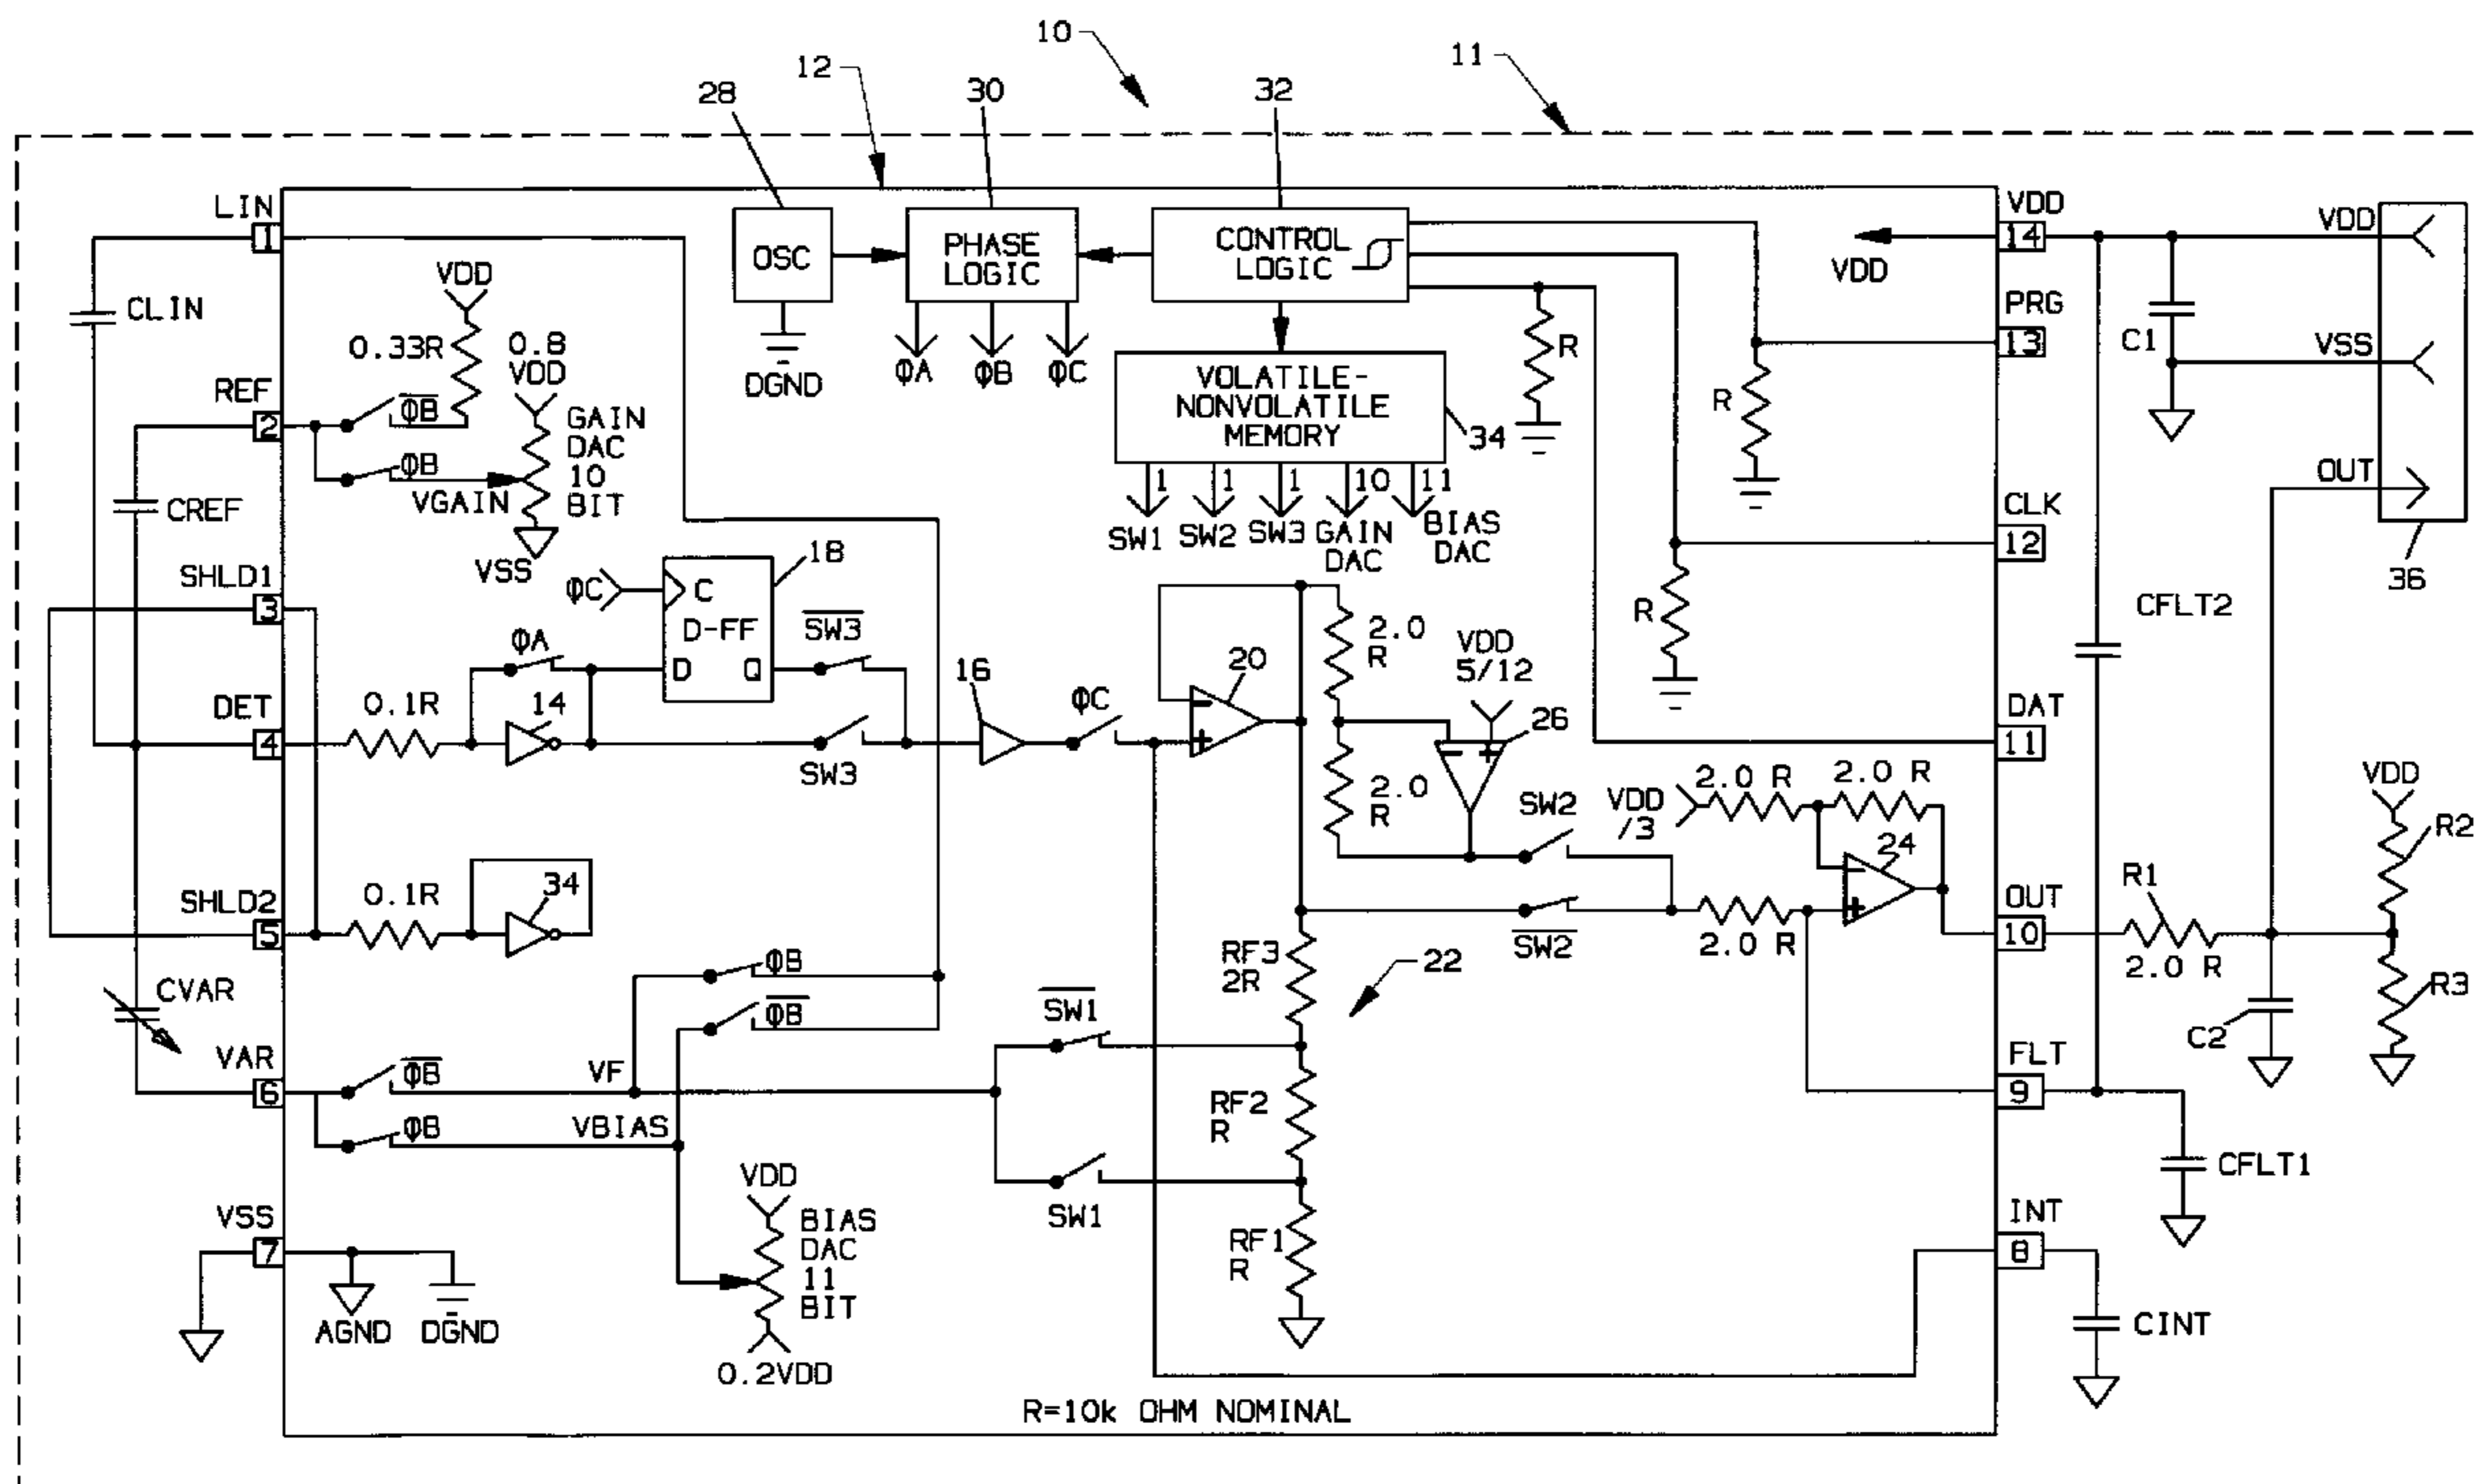 10
11
12
28
30
32
LIN
1
OSC
PHASE
LOGIC
CONTROL
LOGIC
VDD
14
VDD
VDD
CLIN
VDD
0.33R
0.8
VDD
DGND
ΦA
ΦB
ΦC
R
PRG
13
C1
VSS
REF
2
Φ̅B̅
GAIN
DAC
10
BIT
ΦB
VGAIN
VSS
CREF
VOLATILE-
NONVOLATILE
MEMORY
34
R
1
1
1
10
11
SW1
SW2
SW3
GAIN
DAC
BIAS
DAC
OUT
CLK
12
36
SHLD1
3
ΦC
C
D-FF
D
Q
18
S̅W̅3̅
R
CFLT2
ΦA
2.0
R
VDD
5/12
20
16
ΦC
DET
4
0.1R
14
SW3
-
+
26
-
+
DAT
11
2.0
R
SW2
VDD
/3
2.0 R
2.0 R
24
VDD
R2
SHLD2
5
0.1R
34
-
+
S̅W̅2̅
2.0 R
OUT
10
R1
2.0 R
CVAR
ΦB
Φ̅B̅
RF3
2R
22
R3
C2
VAR
6
Φ̅B̅
ΦB
VF
VBIAS
S̅W̅1̅
RF2
R
FLT
9
CFLT1
SW1
VSS
7
VDD
BIAS
DAC
11
BIT
0.2VDD
RF1
R
INT
8
AGND
DGND
CINT
R=10k OHM NOMINAL